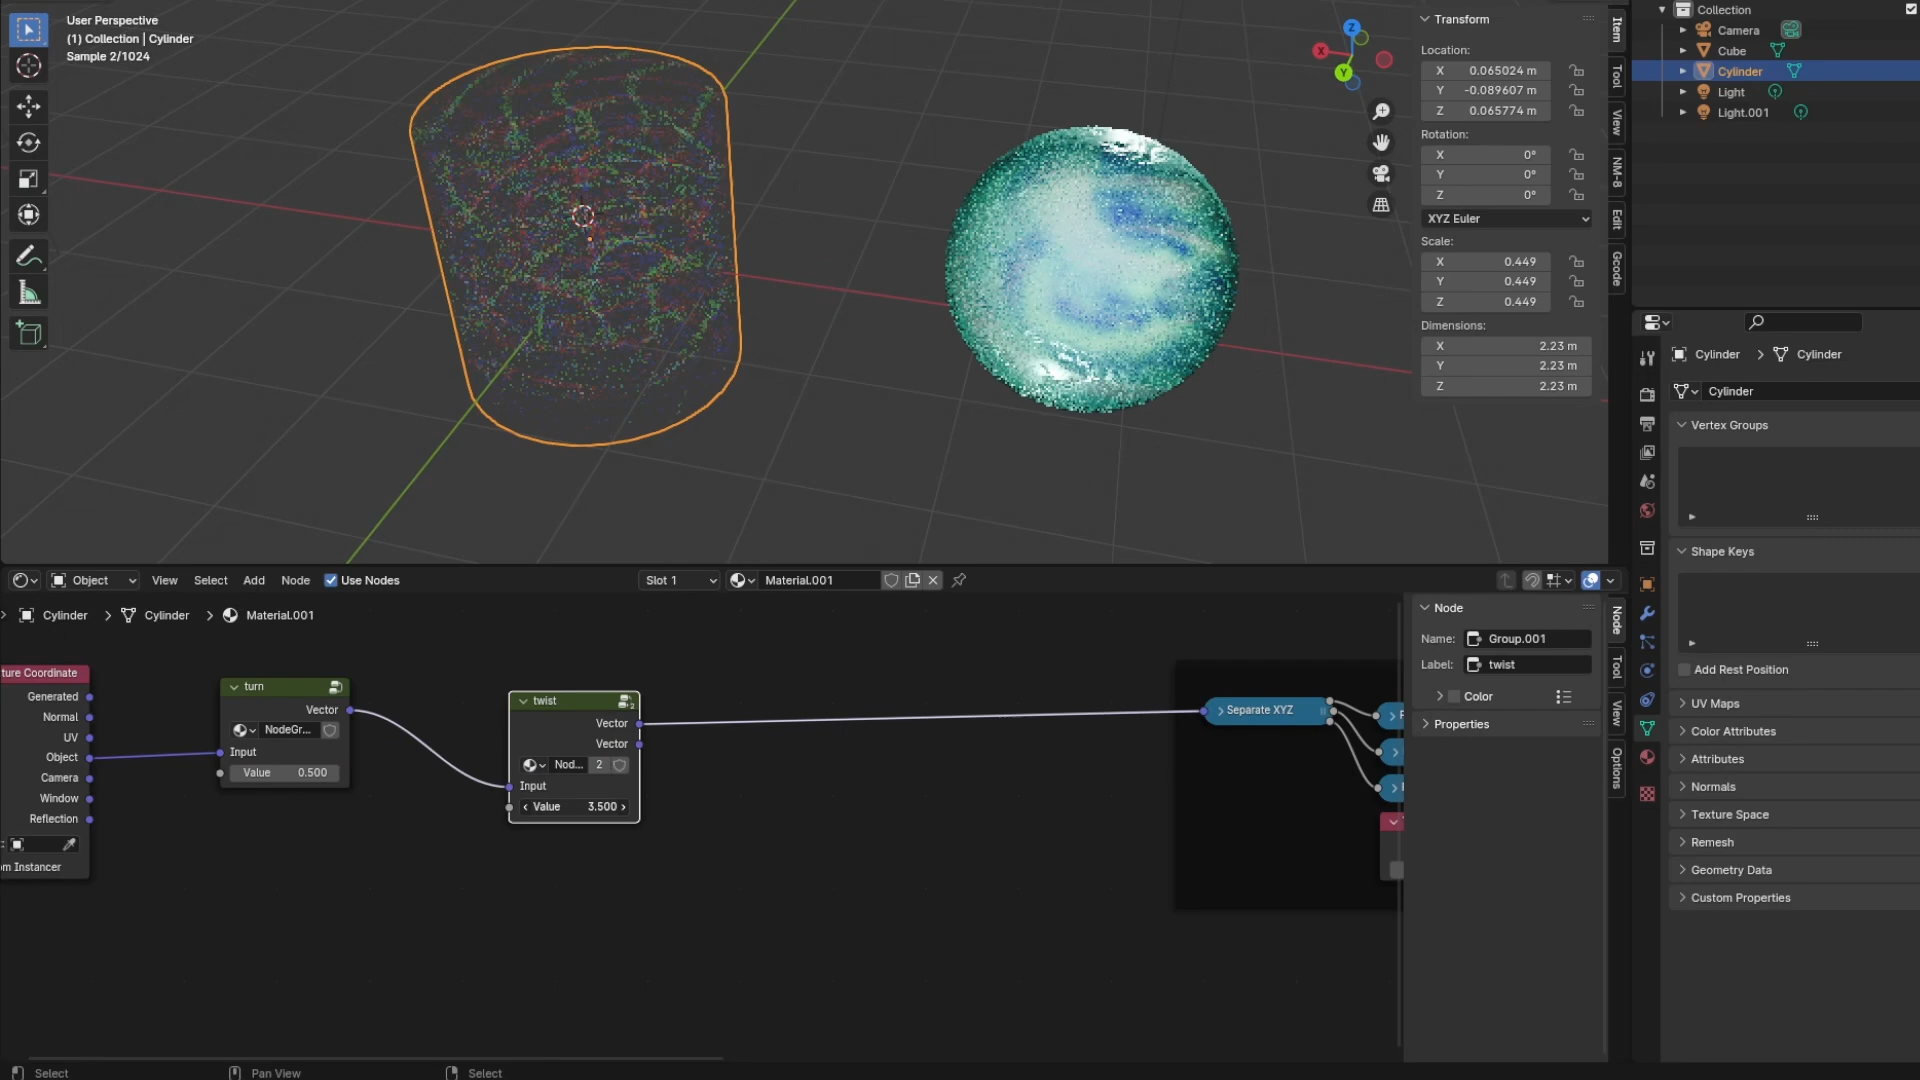 User Perspective
(1) Collection | Cylinder
Sample 2/1024
Z
X
Y
Transform
Location:
X 0.065024 m
Y -0.089607 m
Z 0.065774 m
Rotation:
X 0°
Y 0°
Z 0°
XYZ Euler
Scale:
X 0.449
Y 0.449
Z 0.449
Dimensions:
X 2.23 m
Y 2.23 m
Z 2.23 m
Item
Tool
View
NM-8
Edit
Gcode
Collection
Camera
Cube
Cylinder
Light
Light.001
Cylinder > Cylinder
Cylinder
Vertex Groups
Shape Keys
Add Rest Position
UV Maps
Color Attributes
Attributes
Normals
Texture Space
Remesh
Geometry Data
Custom Properties
Object View Select Add Node Use Nodes Slot 1 Material.001
Cylinder > Cylinder > Material.001
ture Coordinate
Generated
Normal
UV
Object
Camera
Window
Reflection
m Instancer
turn
Vector
NodeGr...
Input
Value 0.500
twist
Vector
Vector
Nod... 2
Input
Value 3.500
Separate XYZ
Node
Name: Group.001
Label: twist
Color
Properties
Node
Tool
View
Options
Select Pan View Select